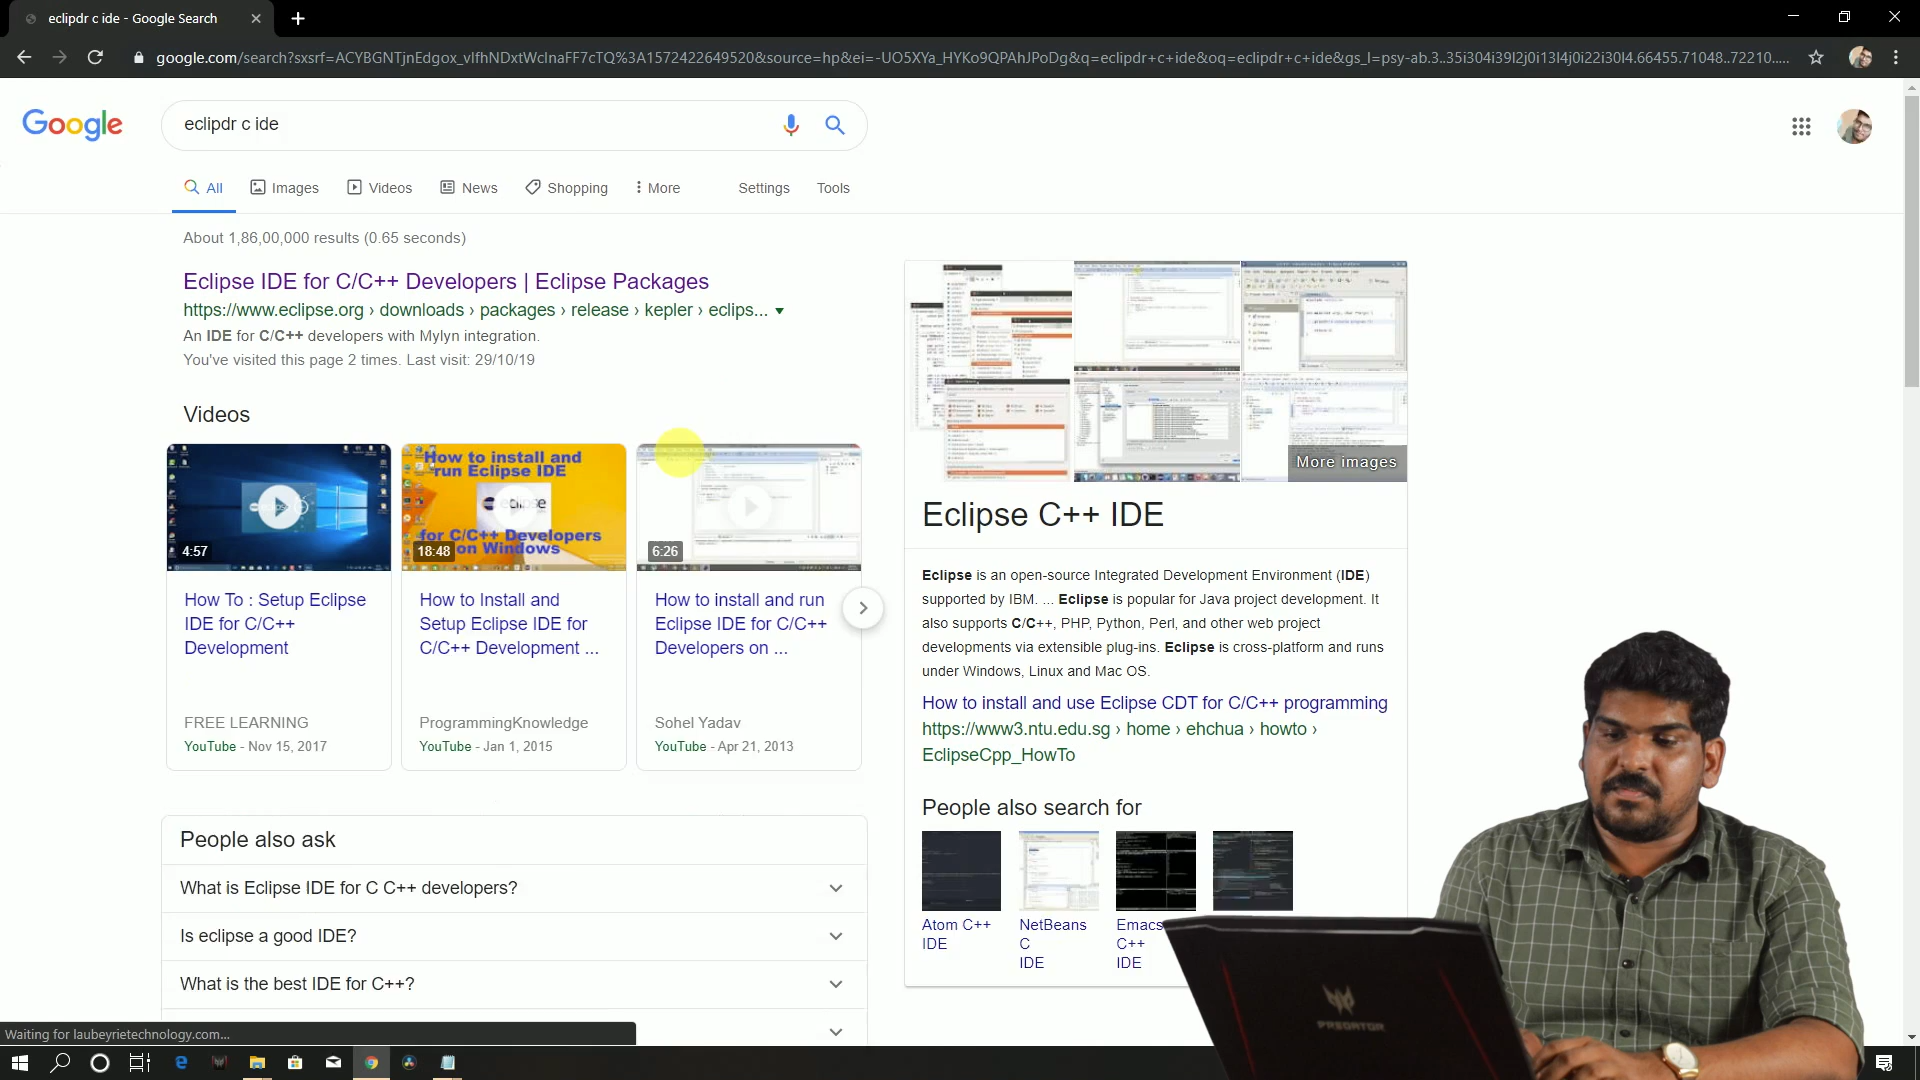 eclipdr c ide - Google Search
google.com/search?sxsrf=ACYBGNTjnEdgox_vIfhNDxtWcInaFF7cTQ%3A1572422649520&source=hp&ei=-UO5XYa_HYKo9QPAhJPoDg&q=eclipdr+c+ide&oq=eclipdr+c+ide&gs_l=psy-ab.3..35i304i39l2j0i13l4j0i22i30l4.66455.71048..72210.....
Google
eclipdr c ide
All Images Videos News Shopping More Settings Tools
About 1,86,00,000 results (0.65 seconds)
Eclipse IDE for C/C++ Developers | Eclipse Packages
https://www.eclipse.org › downloads › packages › release › kepler › eclips...
An IDE for C/C++ developers with Mylyn integration.
You've visited this page 2 times. Last visit: 29/10/19
Videos
4:57
How To : Setup Eclipse
IDE for C/C++
Development
FREE LEARNING
YouTube - Nov 15, 2017
How to install and
run Eclipse IDE
eclipse
for C/C++ Developers
on Windows
18:48
How to Install and
Setup Eclipse IDE for
C/C++ Development ...
ProgrammingKnowledge
YouTube - Jan 1, 2015
6:26
How to install and run
Eclipse IDE for C/C++
Developers on ...
Sohel Yadav
YouTube - Apr 21, 2013
People also ask
What is Eclipse IDE for C C++ developers?
Is eclipse a good IDE?
What is the best IDE for C++?
More images
Eclipse C++ IDE
Eclipse is an open-source Integrated Development Environment (IDE)
supported by IBM. ... Eclipse is popular for Java project development. It
also supports C/C++, PHP, Python, Perl, and other web project
developments via extensible plug-ins. Eclipse is cross-platform and runs
under Windows, Linux and Mac OS.
How to install and use Eclipse CDT for C/C++ programming
https://www3.ntu.edu.sg › home › ehchua › howto ›
EclipseCpp_HowTo
People also search for
Atom C++
IDE
NetBeans
C
IDE
Emacs
C++
IDE
PREDATOR
Waiting for laubeyrietechnology.com...